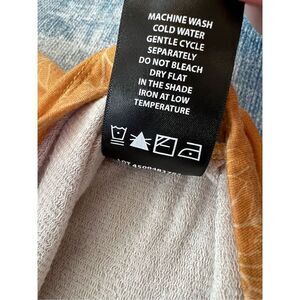 MACHINE WASH
COLD WATER
GENTLE CYCLE
SEPARATELY
DO NOT BLEACH
DRY FLAT
IN THE SHADE
IRON AT LOW
TEMPERATURE
LOT